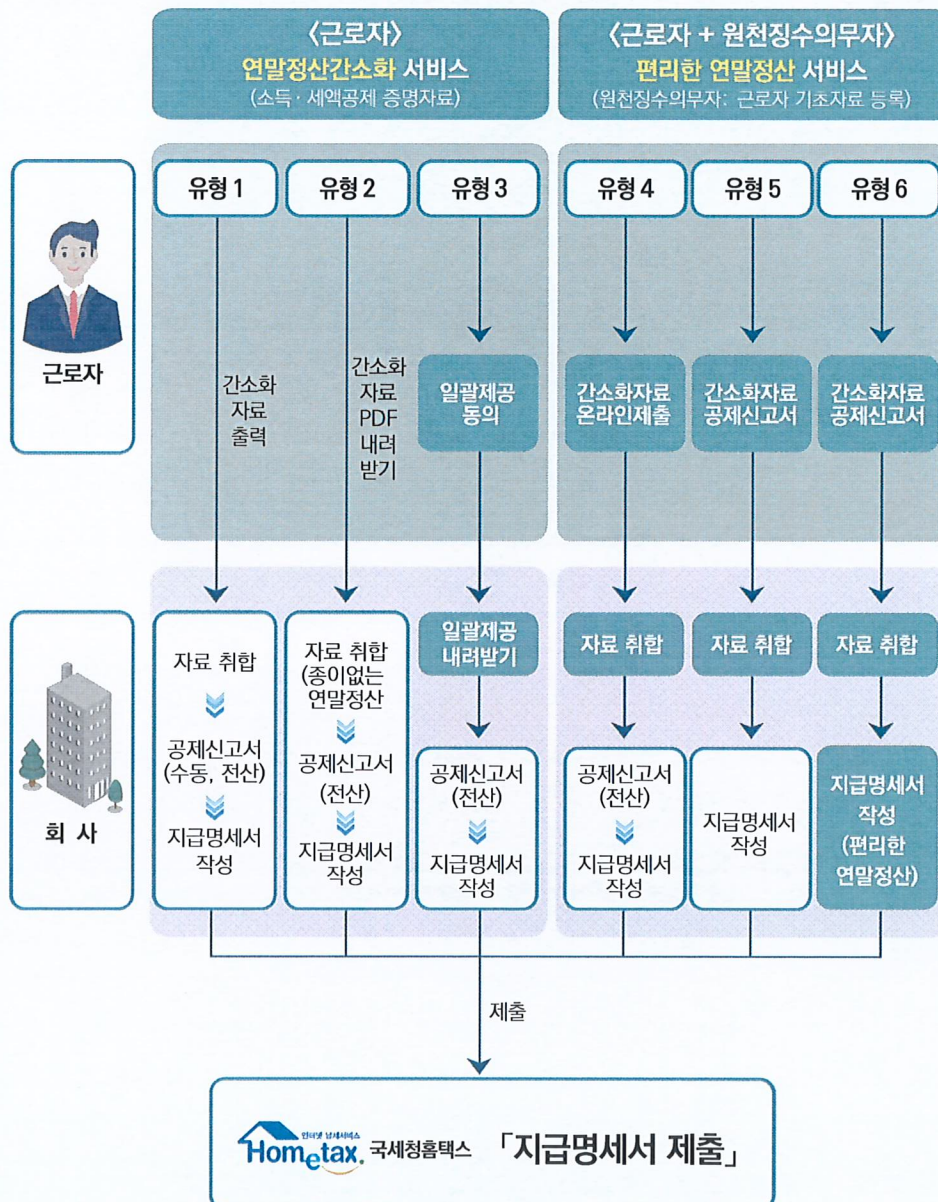 〈근로자〉
연말정산간소화 서비스
(소득·세액공제 증명자료)
〈근로자 + 원천징수의무자〉
편리한 연말정산 서비스
(원천징수의무자: 근로자 기초자료 등록)
유형 1
유형 2
유형 3
유형 4
유형 5
유형 6
근로자
간소화
자료
출력
간소화
자료
PDF
내려
받기
일괄제공
동의
간소화자료
온라인제출
간소화자료
공제신고서
간소화자료
공제신고서
회 사
자료 취합
공제신고서
(수동, 전산)
지급명세서
작성
자료 취합
(종이없는
연말정산
공제신고서
(전산)
지급명세서
작성
일괄제공
내려받기
공제신고서
(전산)
지급명세서
작성
자료 취합
공제신고서
(전산)
지급명세서
작성
자료 취합
지급명세서
작성
자료 취합
지급명세서
작성
(편리한
연말정산)
제출
인터넷 납세서비스
Hometax. 국세청홈택스 「지급명세서 제출」